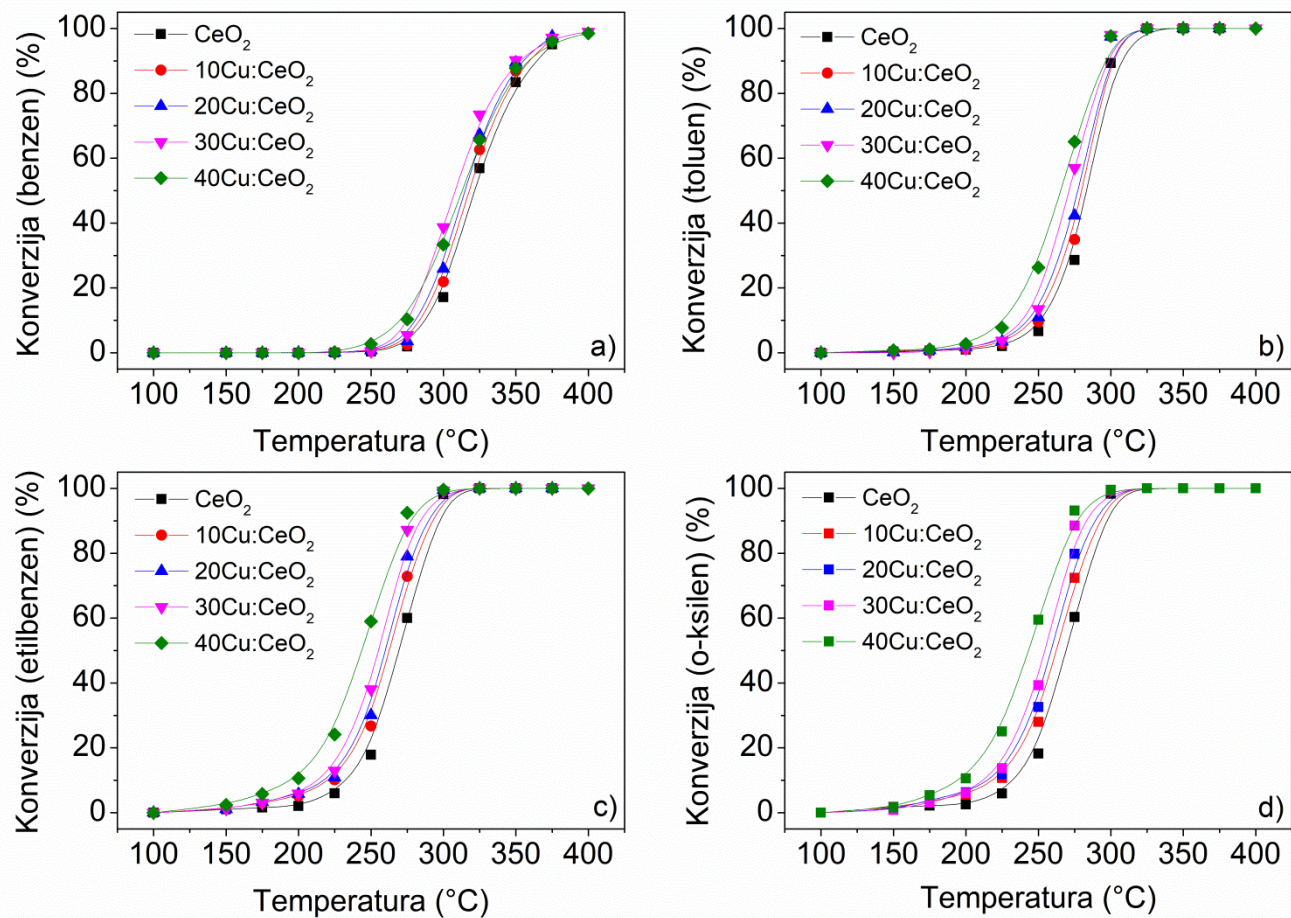 Konverzija (benzen) (%)
100
80
60
40
20
0
CeO₂
10Cu:CeO₂
20Cu:CeO₂
30Cu:CeO₂
40Cu:CeO₂
a)
100 150 200 250 300 350 400
Temperatura (°C)
Konverzija (toluen) (%)
100
80
60
40
20
0
CeO₂
10Cu:CeO₂
20Cu:CeO₂
30Cu:CeO₂
40Cu:CeO₂
b)
100 150 200 250 300 350 400
Temperatura (°C)
Konverzija (etilbenzen) (%)
100
80
60
40
20
0
CeO₂
10Cu:CeO₂
20Cu:CeO₂
30Cu:CeO₂
40Cu:CeO₂
c)
100 150 200 250 300 350 400
Temperatura (°C)
Konverzija (o-ksilen) (%)
100
80
60
40
20
0
CeO₂
10Cu:CeO₂
20Cu:CeO₂
30Cu:CeO₂
40Cu:CeO₂
d)
100 150 200 250 300 350 400
Temperatura (°C)